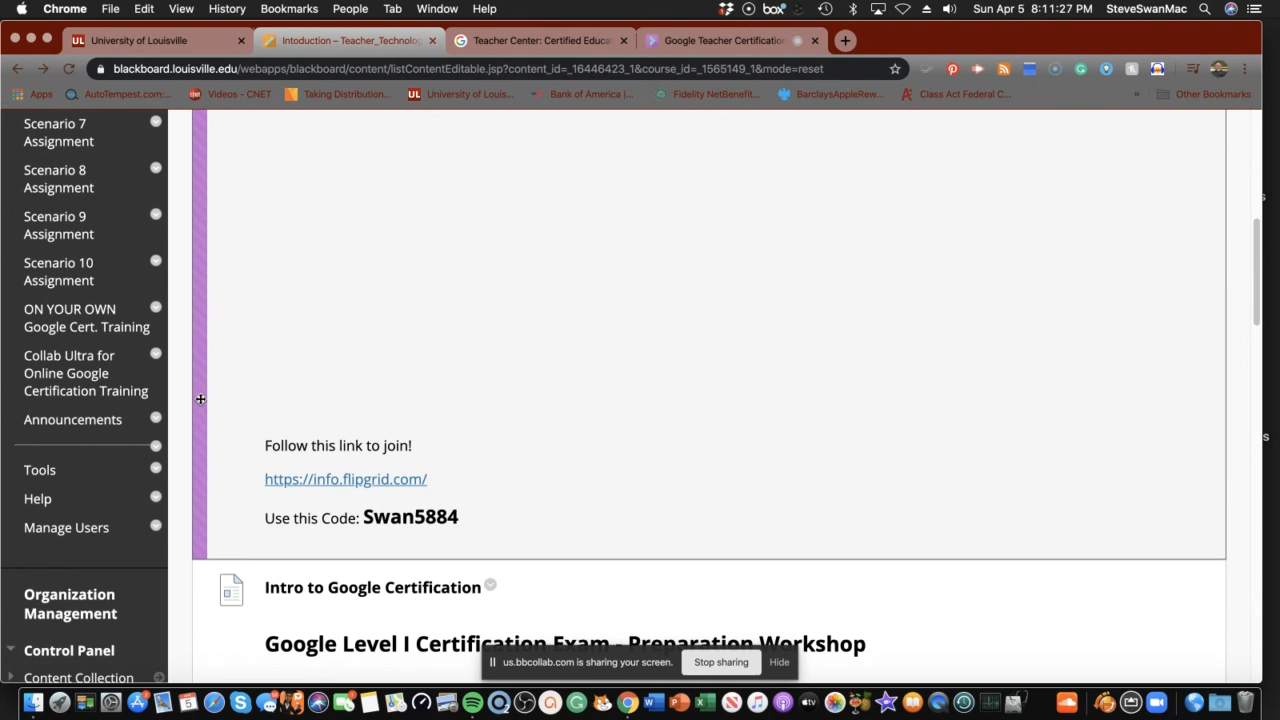 Chrome File Edit View History Bookmarks People Tab Window Help box Sun Apr 5 8:11:27 PM SteveSwanMac
University of Louisville Intoduction – Teacher_Technolog Teacher Center: Certified Educa Google Teacher Certification
blackboard.louisville.edu/webapps/blackboard/content/listContentEditable.jsp?content_id=_16446423_1&course_id=_1565149_1&mode=reset
Apps AutoTempest.com:... Videos - CNET Taking Distribution... University of Louis... Bank of America |... Fidelity NetBenefit... BarclaysAppleRew... Class Act Federal C... » Other Bookmarks
Scenario 7
Assignment
Scenario 8
Assignment
Scenario 9
Assignment
Scenario 10
Assignment
ON YOUR OWN
Google Cert. Training
Collab Ultra for
Online Google
Certification Training
Announcements
Tools
Help
Manage Users
Organization
Management
Control Panel
Content Collection
Follow this link to join!
https://info.flipgrid.com/
Use this Code: Swan5884
Intro to Google Certification
Google Level I Certification Exam - Preparation Workshop
us.bbcollab.com is sharing your screen. Stop sharing Hide